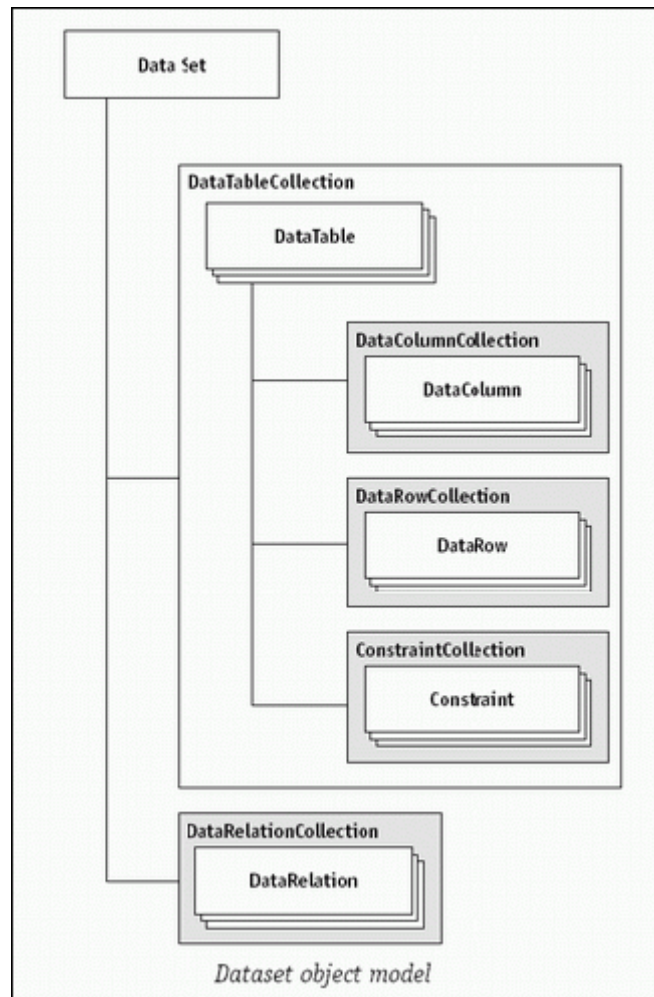 Data Set
DataTableCollection
DataTable
DataColumnCollection
DataColumn
DataRowCollection
DataRow
ConstraintCollection
Constraint
DataRelationCollection
DataRelation
Dataset object model